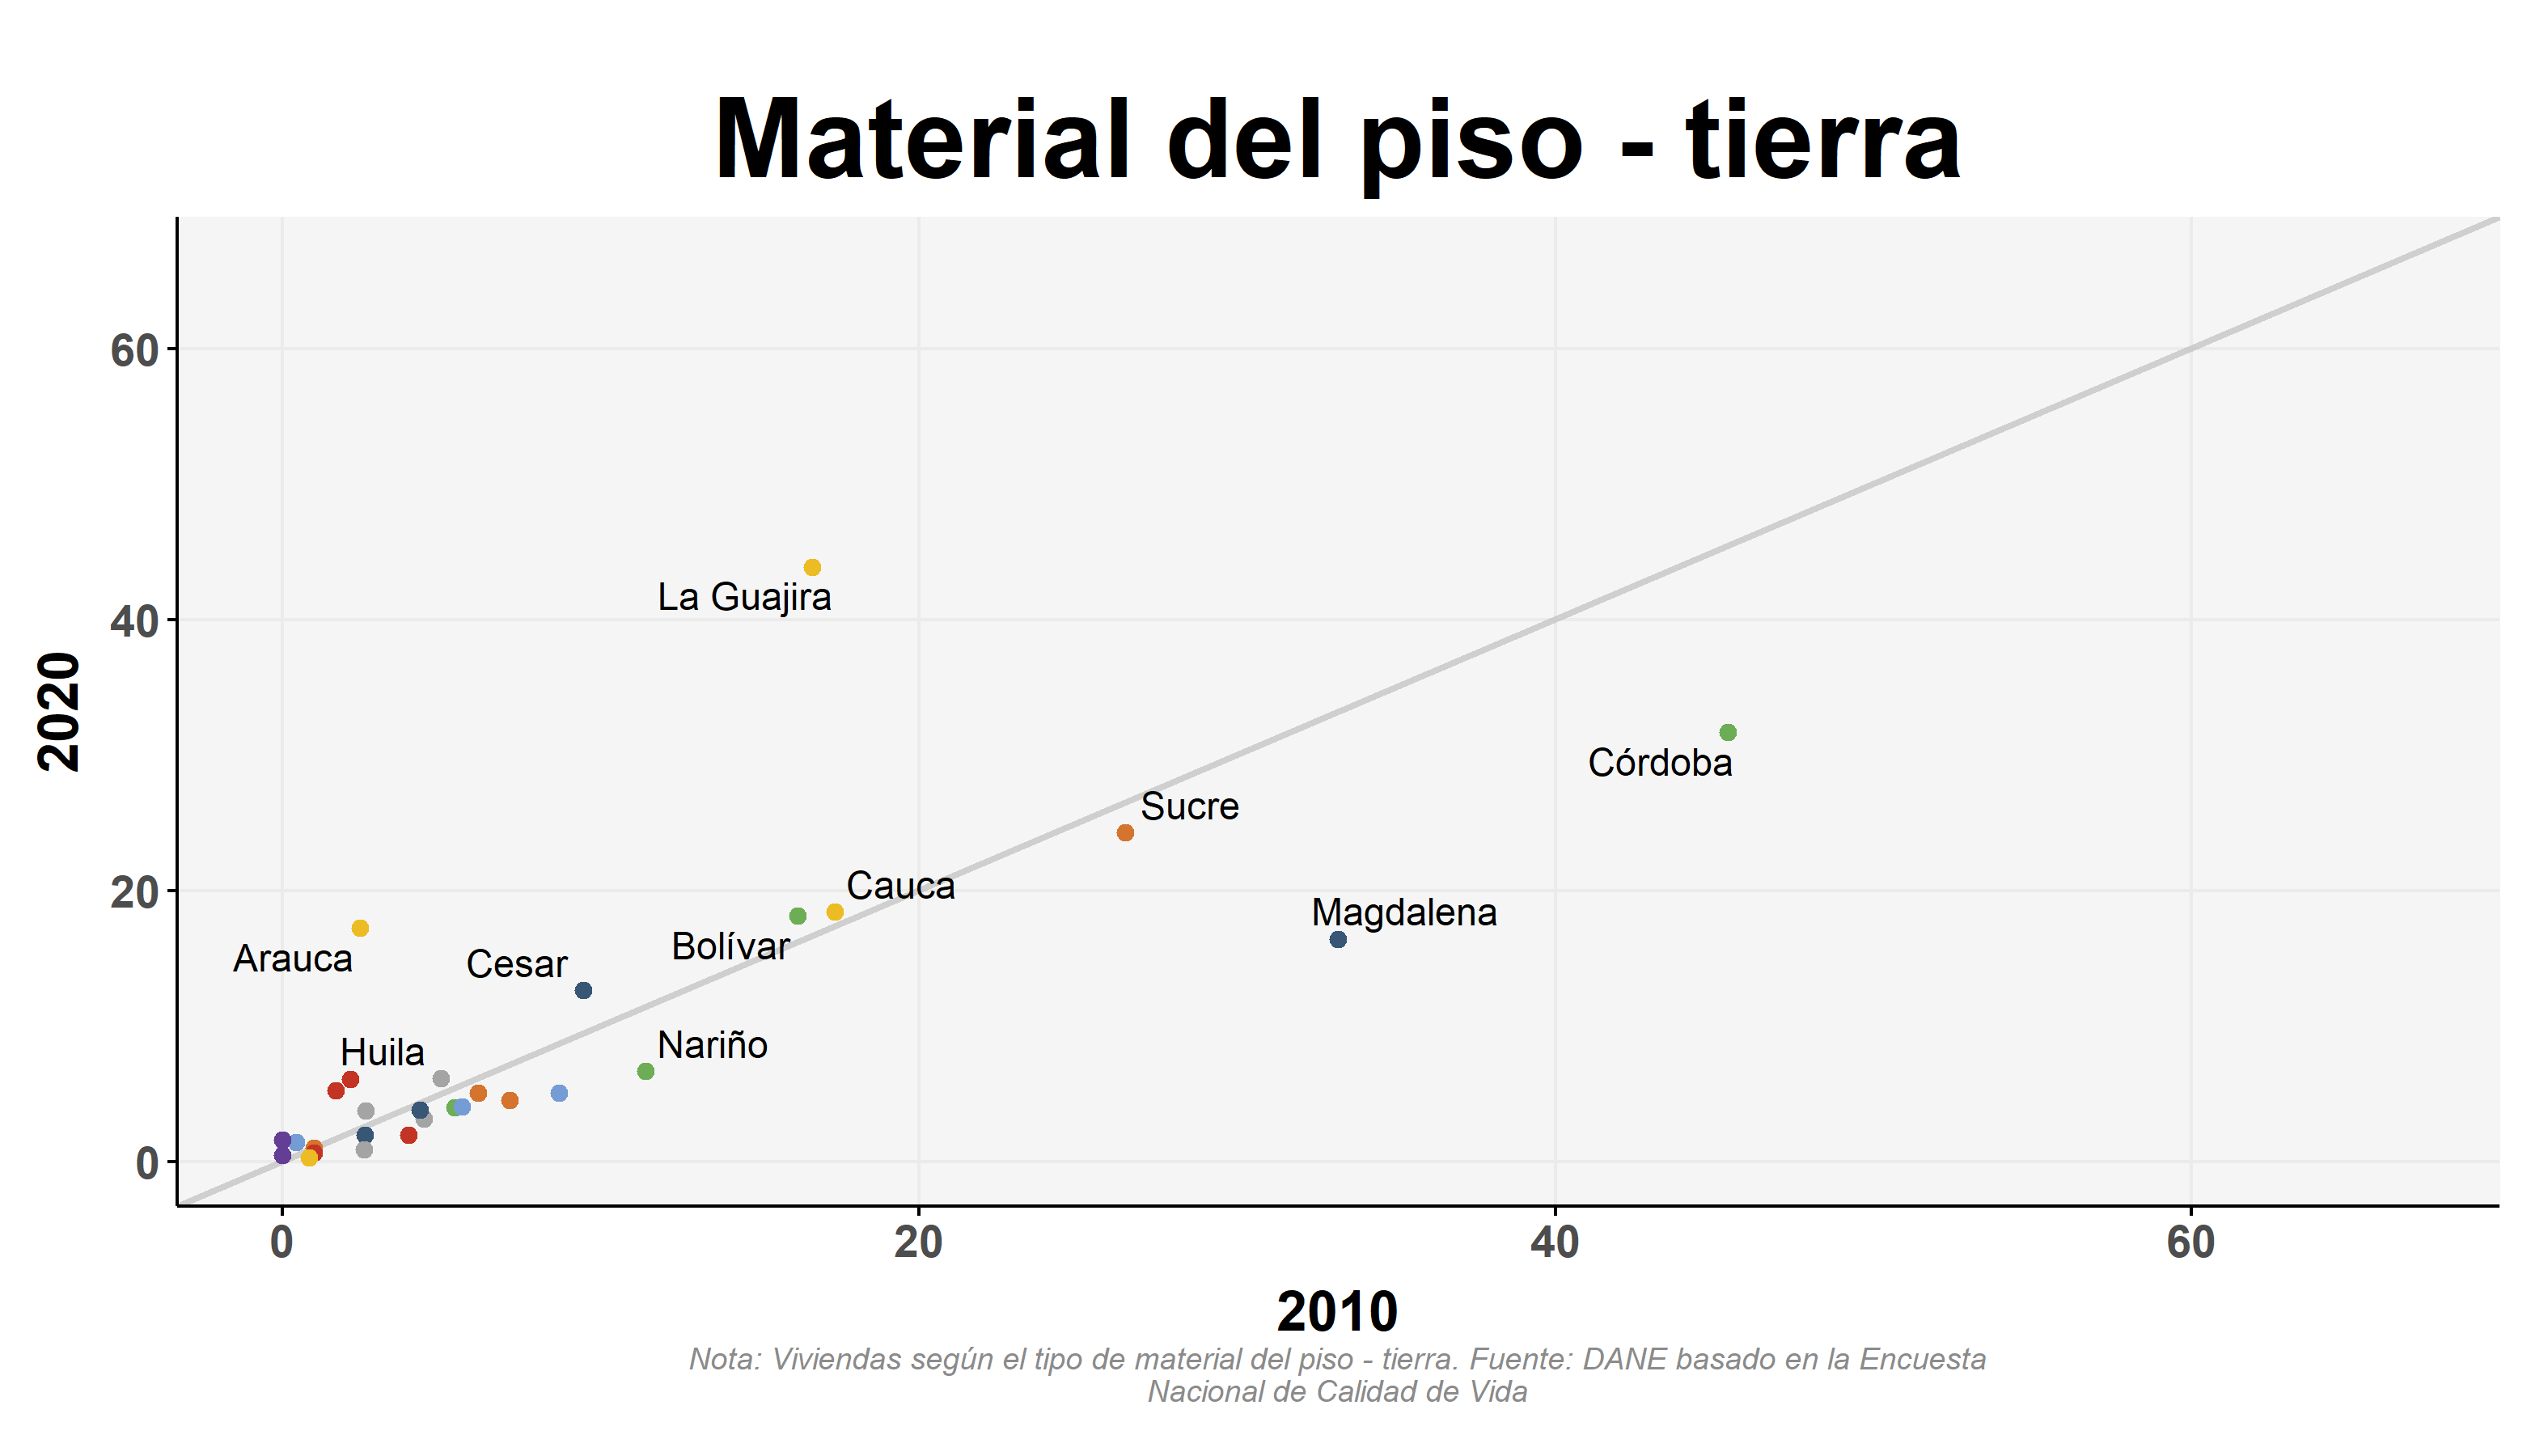 Material del piso - tierra
60
40
20
0
2020
La Guajira
Córdoba
Sucre
Cauca
Magdalena
Bolívar
Arauca
Cesar
Nariño
Huila
0
20
40
60
2010
Nota: Viviendas según el tipo de material del piso - tierra. Fuente: DANE basado en la Encuesta
Nacional de Calidad de Vida